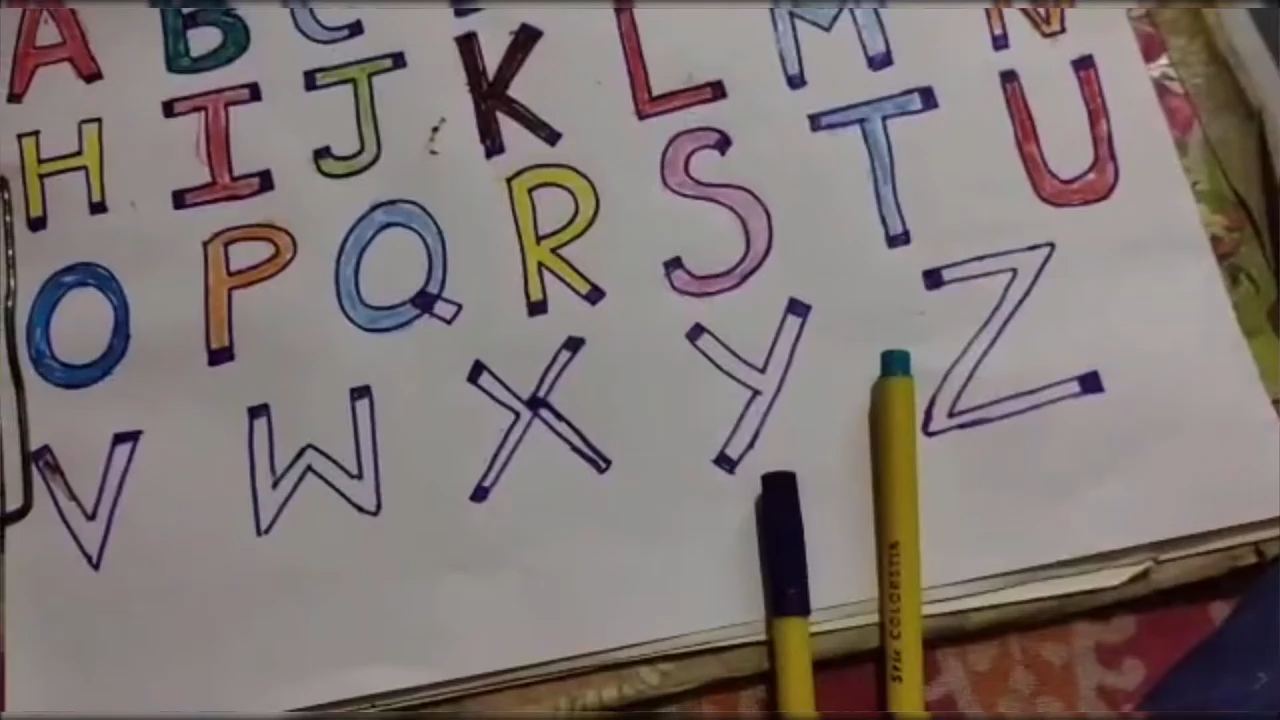 A B C L M N
H I J K S T U
O P Q R
V W X Y Z
Stic COLORSTIX